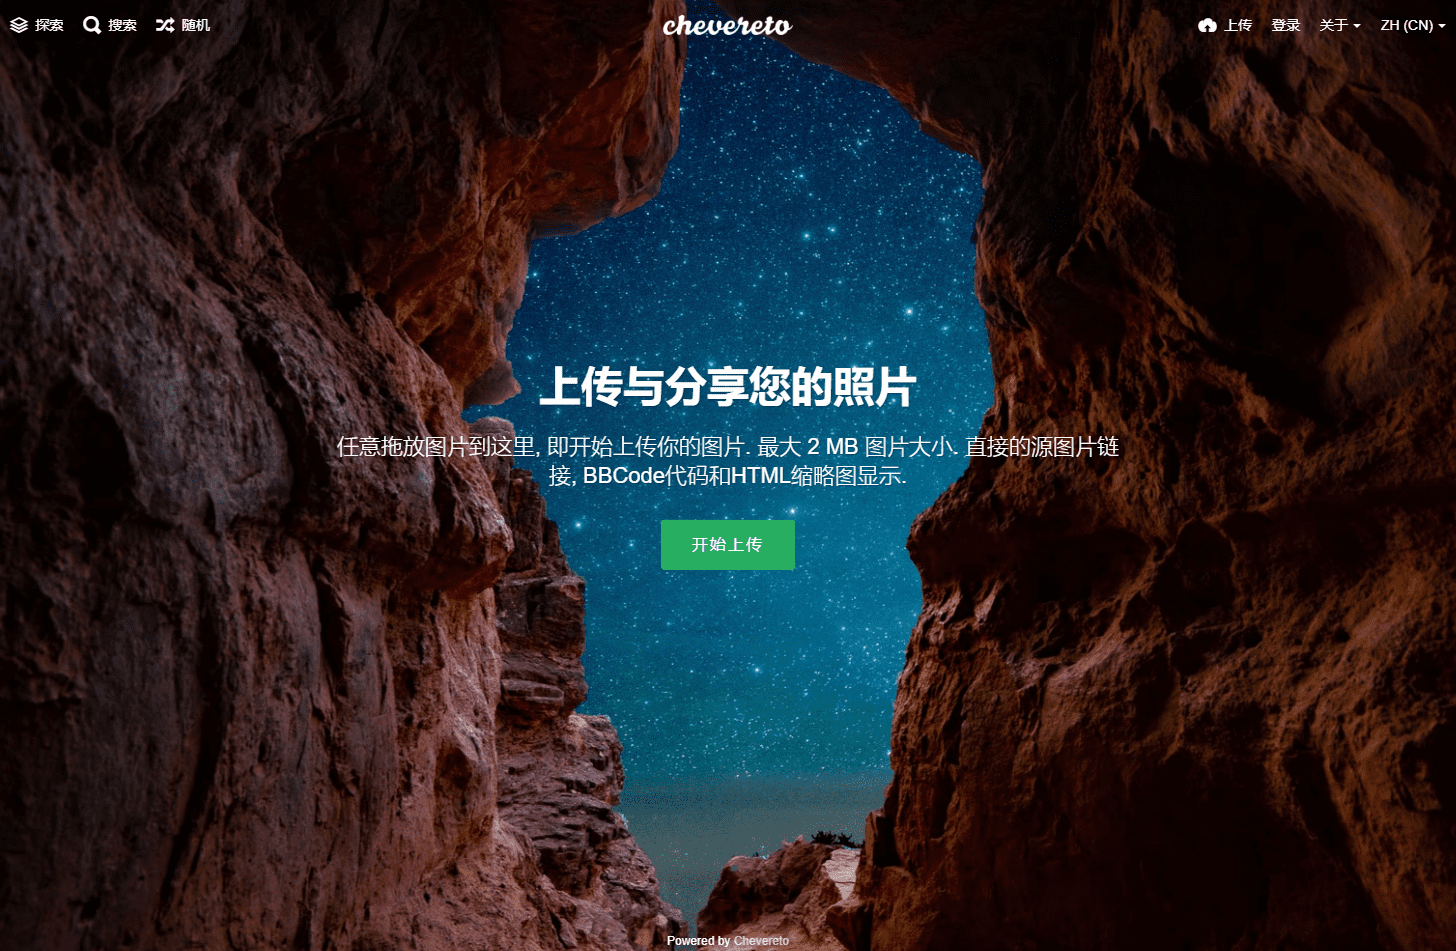 探索 搜索 随机 chevereto 上传 登录 关于 ZH (CN)
上传与分享您的照片
任意拖放图片到这里, 即开始上传你的图片. 最大 2 MB 图片大小. 直接的源图片链
接, BBCode代码和HTML缩略图显示.
开始上传
Powered by Chevereto